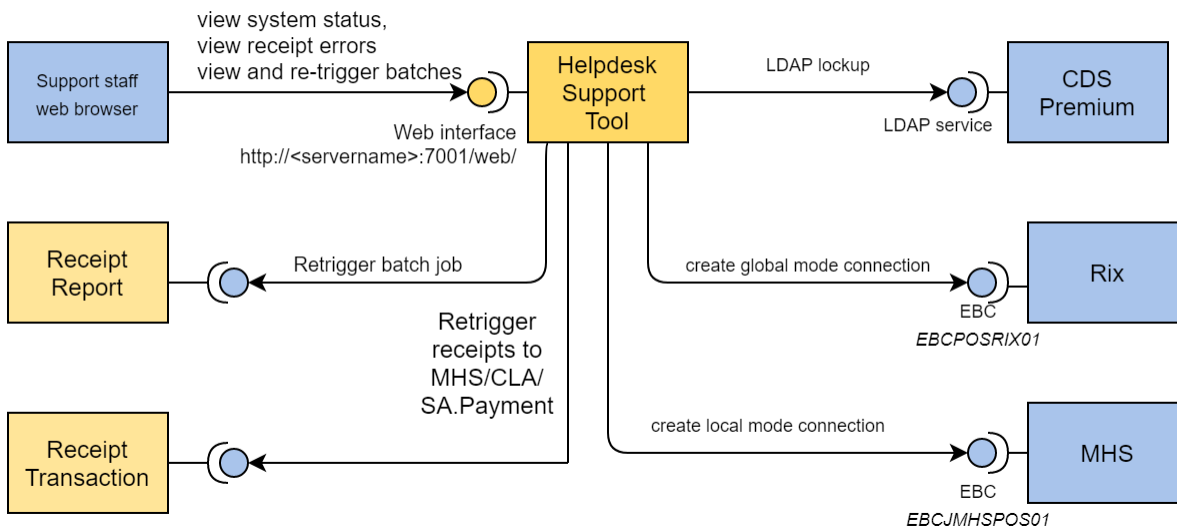 view system status,
view receipt errors
view and re-trigger batches
Support staff
web browser
Helpdesk
Support
Tool
LDAP lockup
CDS
Premium
LDAP service
Web interface
http://<servername>:7001/web/
Receipt
Report
Retrigger batch job
create global mode connection
Rix
EBC
EBCPOSRIX01
Retrigger
receipts to
MHS/CLA/
SA.Payment
Receipt
Transaction
create local mode connection
MHS
EBC
EBCJMHSPOS01